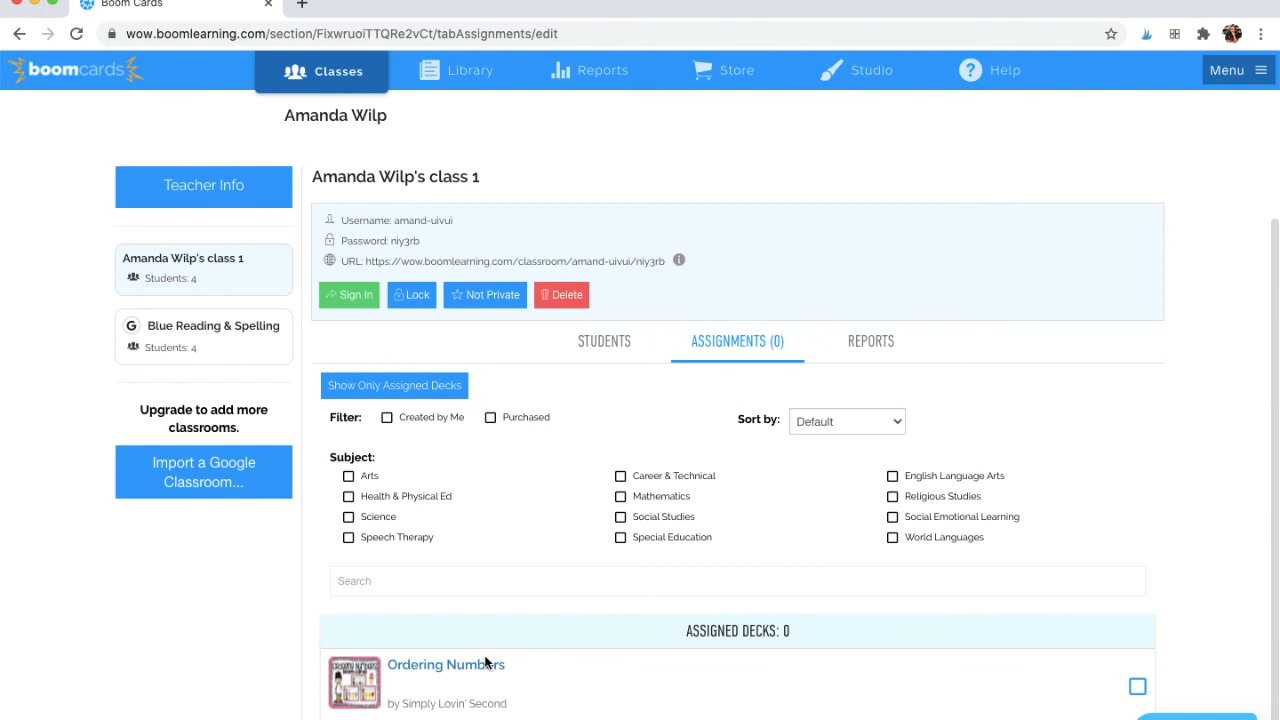 Boom Cards
wow.boomlearning.com/section/FixwruoiTTQRe2vCt/tabAssignments/edit
boomcards
Classes
Library
Reports
Store
Studio
Help
Menu
Amanda Wilp
Teacher Info
Amanda Wilp's class 1
Students: 4
G Blue Reading & Spelling
Students: 4
Upgrade to add more
classrooms.
Import a Google
Classroom...
Amanda Wilp's class 1
Username: amand-uivui
Password: niy3rb
URL: https://wow.boomlearning.com/classroom/amand-uivui/niy3rb
Sign In
Lock
Not Private
Delete
STUDENTS
ASSIGNMENTS (0)
REPORTS
Show Only Assigned Decks
Filter: Created by Me Purchased
Sort by: Default
Subject:
Arts Career & Technical English Language Arts
Health & Physical Ed Mathematics Religious Studies
Science Social Studies Social Emotional Learning
Speech Therapy Special Education World Languages
Search
ASSIGNED DECKS: 0
Ordering Numbers
by Simply Lovin' Second